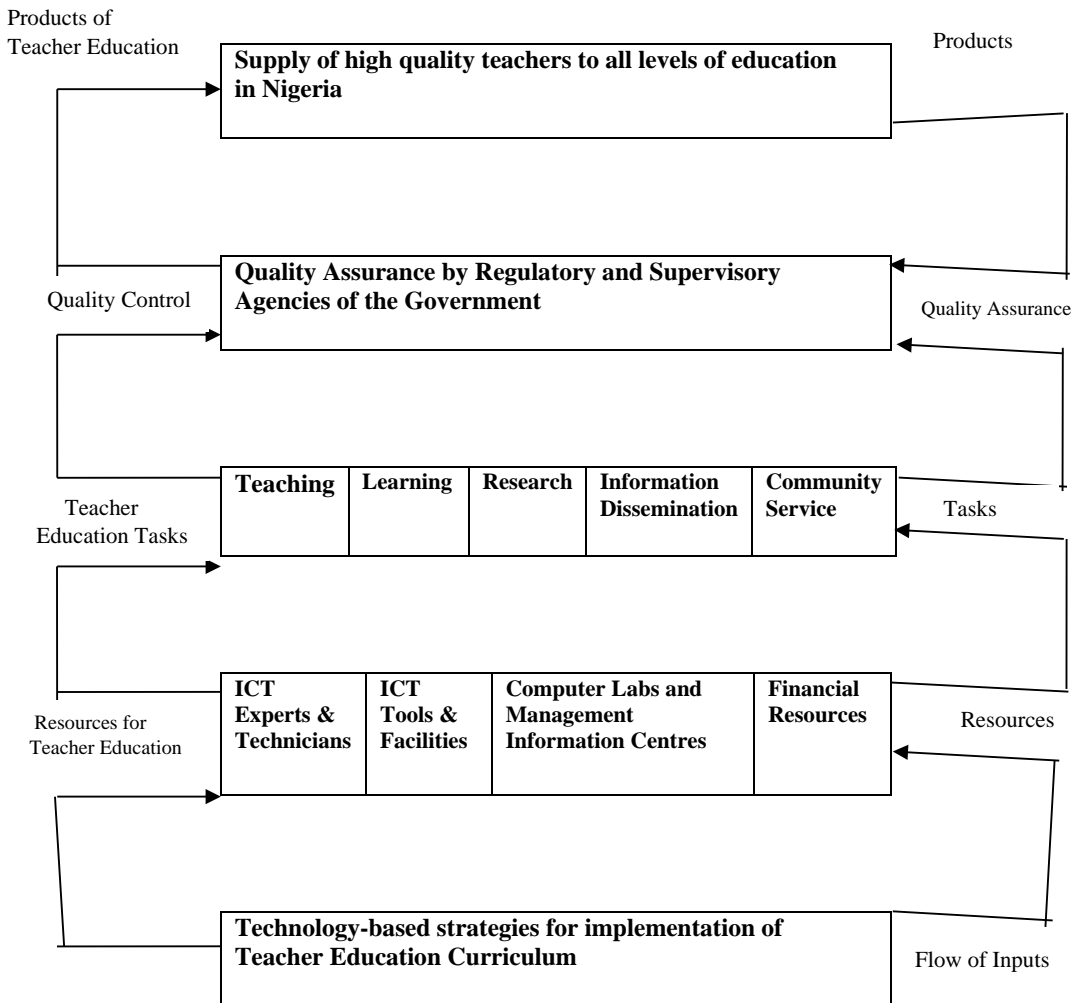 Products of
Teacher Education
Products
Supply of high quality teachers to all levels of education
in Nigeria
Quality Assurance by Regulatory and Supervisory
Agencies of the Government
Quality Control
Quality Assurance
Teaching
Learning
Research
Information
Dissemination
Community
Service
Teacher
Education Tasks
Tasks
ICT
Experts &
Technicians
ICT
Tools &
Facilities
Computer Labs and
Management
Information Centres
Financial
Resources
Resources for
Teacher Education
Resources
Technology-based strategies for implementation of
Teacher Education Curriculum
Flow of Inputs